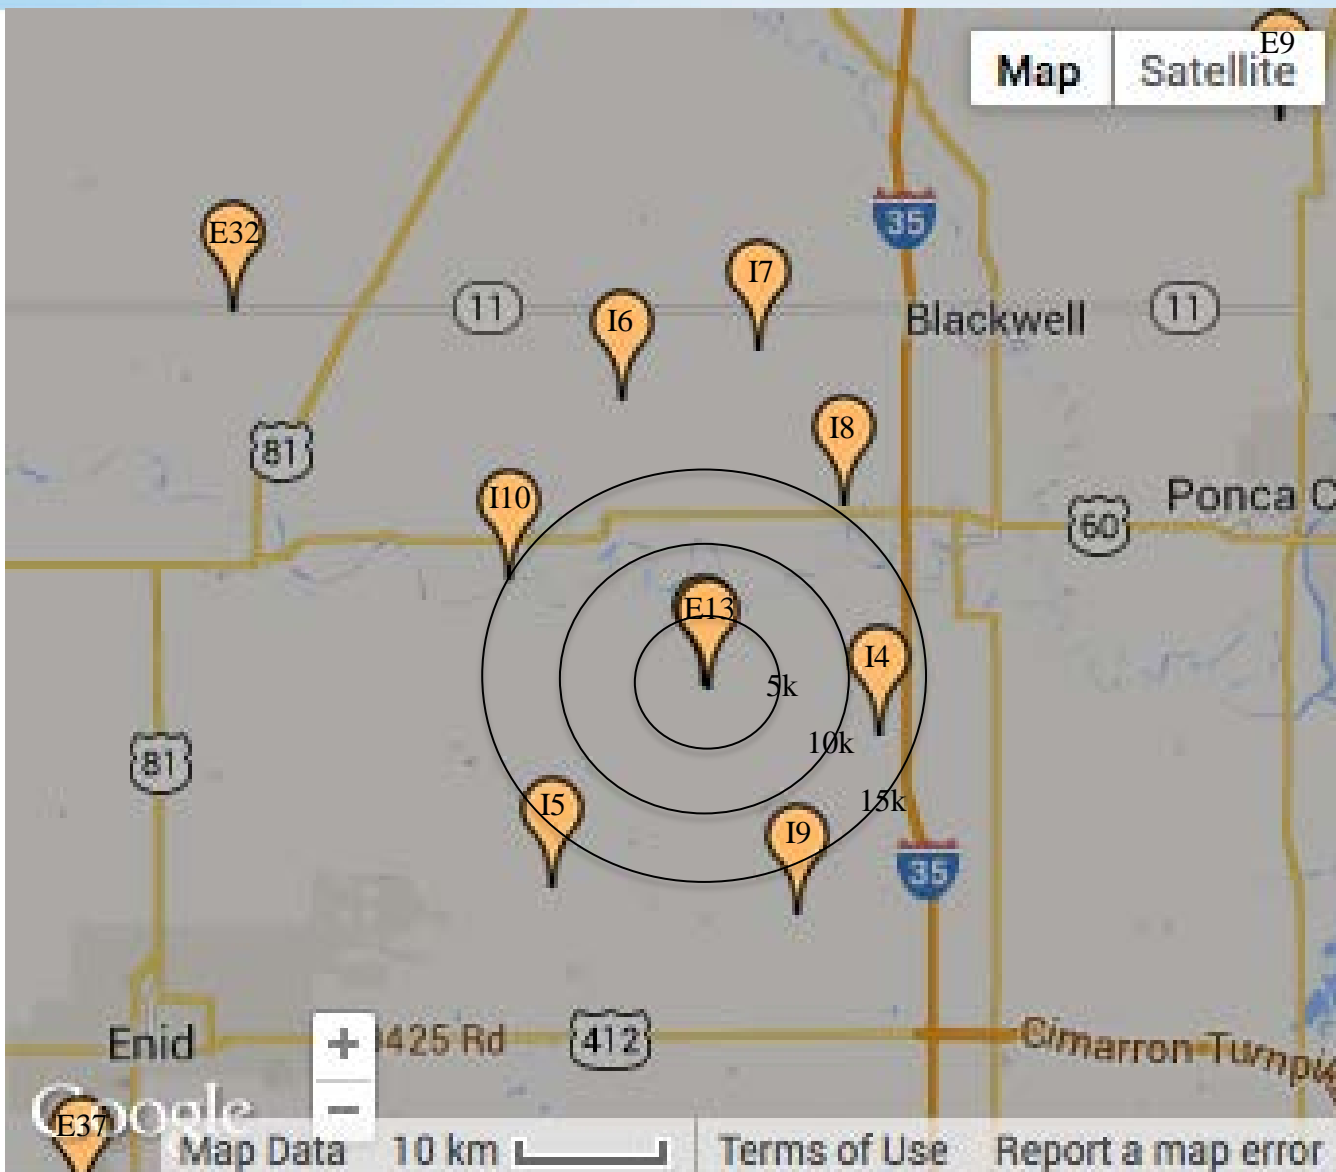 E9
Map Satellite
35
E32
I7
11
I6
Blackwell
11
I8
81
I10
Ponca C
60
E13
I4
5k
10k
81
15k
I5
I9
35
Enid
+
425 Rd
412
Cimarron Turnpi
Google
−
E37
Map Data 10 km Terms of Use Report a map error